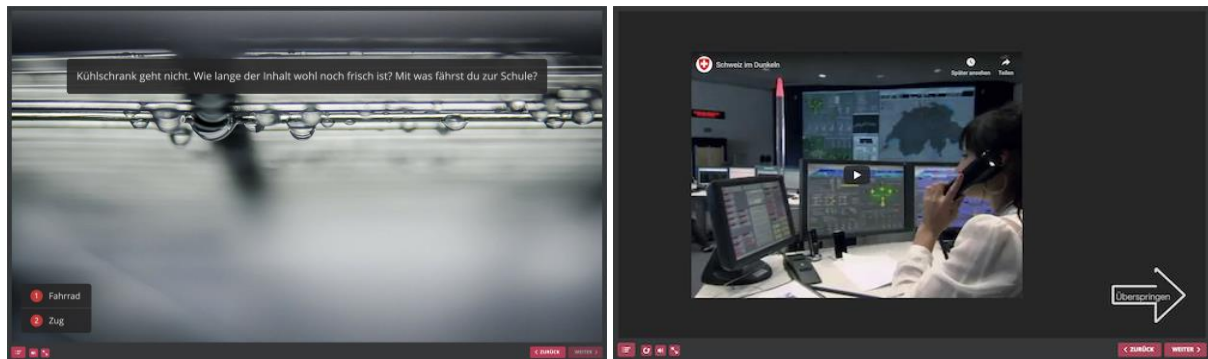 Kühlschrank geht nicht. Wie lange der Inhalt wohl noch frisch ist? Mit was fährst du zur Schule?
1 Fahrrad
2 Zug
< ZURÜCK WEITER >
Schweiz im Dunkeln
Später ansehen Teilen
Überspringen
< ZURÜCK WEITER >